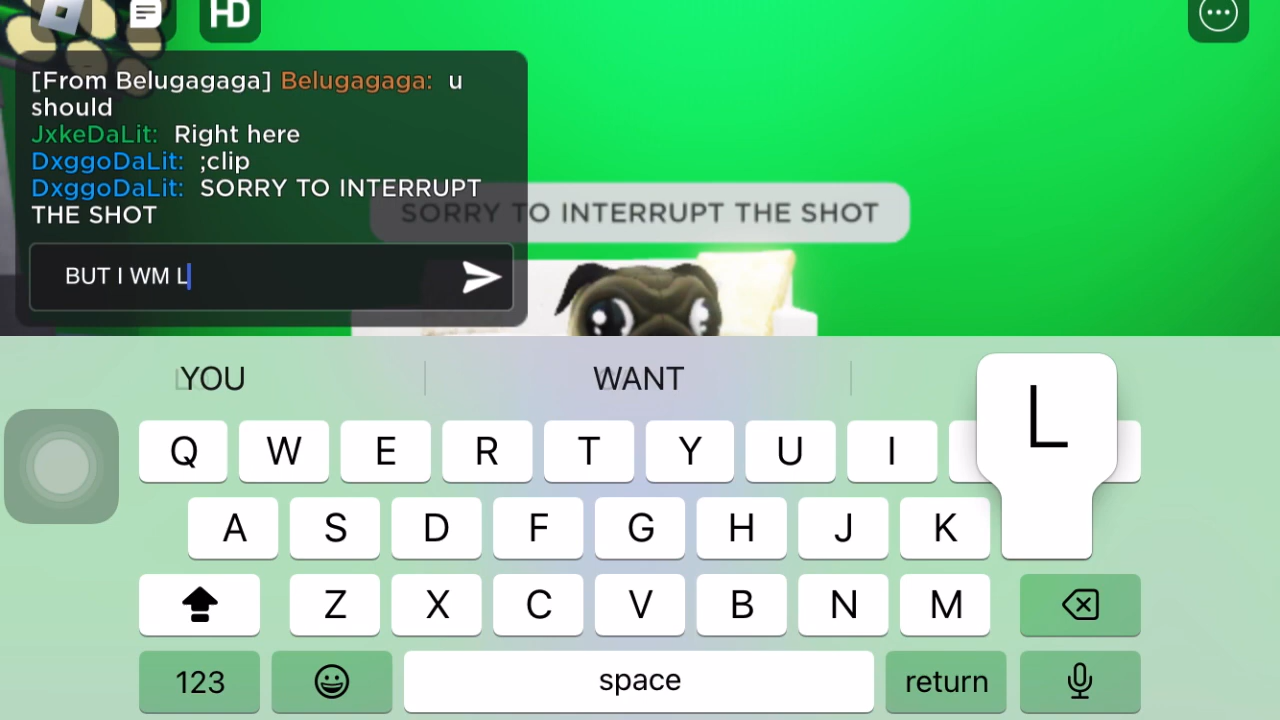 HD
[From Belugagaga] Belugagaga: u
should
JxkeDaLit: Right here
DxggoDaLit: ;clip
DxggoDaLit: SORRY TO INTERRUPT
THE SHOT
SORRY TO INTERRUPT THE SHOT
BUT I WM L
YOU WANT
L
Q W E R T Y U I
A S D F G H J K
Z X C V B N M
123 space return